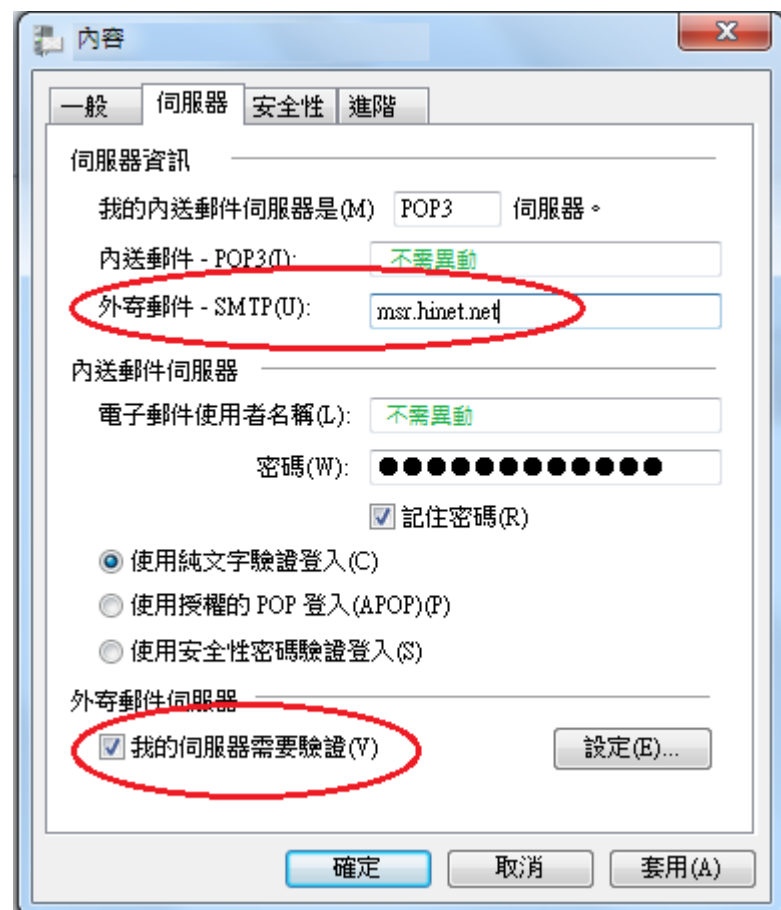 內容
一般 伺服器 安全性 進階
伺服器資訊
我的內送郵件伺服器是(M) POP3 伺服器。
內送郵件 - POP3(I): 不需異動
外寄郵件 - SMTP(U): msr.hinet.net
內送郵件伺服器
電子郵件使用者名稱(L): 不需異動
密碼(W): ●●●●●●●●●●●●
記住密碼(R)
使用純文字驗證登入(C)
使用授權的 POP 登入(APOP)(P)
使用安全性密碼驗證登入(S)
外寄郵件伺服器
我的伺服器需要驗證(V) 設定(E)...
確定 取消 套用(A)